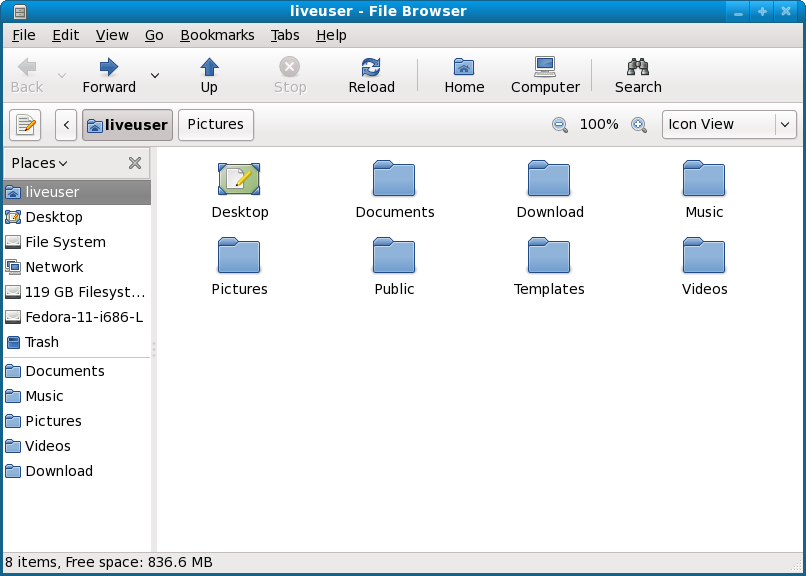 liveuser - File Browser
File Edit View Go Bookmarks Tabs Help
Back Forward Up Stop Reload Home Computer Search
liveuser Pictures 100% Icon View
Places
liveuser
Desktop
File System
Network
119 GB Filesyst...
Fedora-11-i686-L
Trash
Documents
Music
Pictures
Videos
Download
Desktop Documents Download Music
Pictures Public Templates Videos
8 items, Free space: 836.6 MB